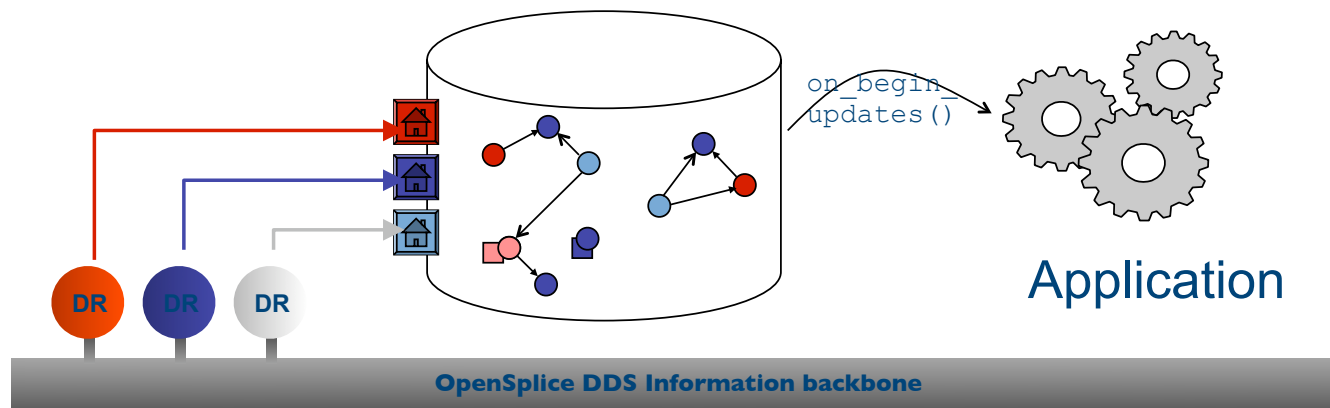 on_begin_
updates()
DR
DR
DR
Application
OpenSplice DDS Information backbone